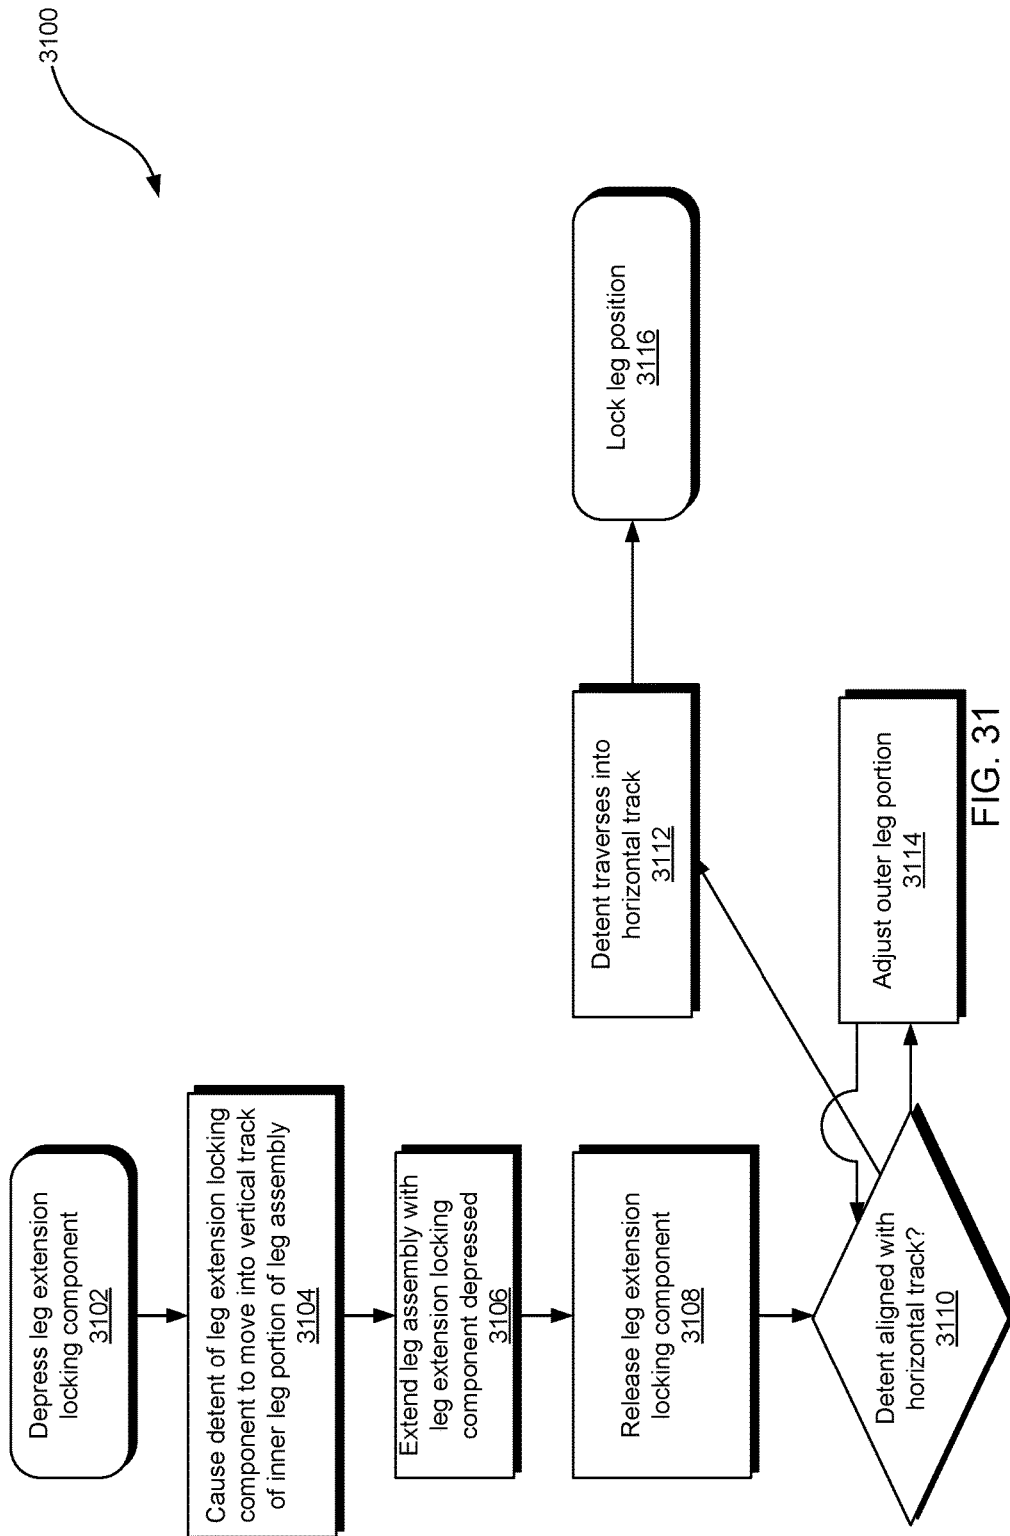 3100
Depress leg extension
locking component
3102
Cause detent of leg extension locking
component to move into vertical track
of inner leg portion of leg assembly
3104
Extend leg assembly with
leg extension locking
component depressed
3106
Release leg extension
locking component
3108
Detent aligned with
horizontal track?
3110
Detent traverses into
horizontal track
3112
Adjust outer leg portion
3114
Lock leg position
3116
FIG. 31